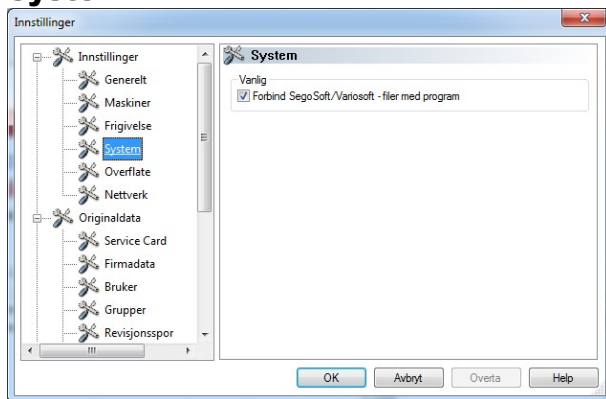 Innstillinger
Innstillinger
Generelt
Maskiner
Frigivelse
System
Overflate
Nettverk
Originaldata
Service Card
Firmadata
Bruker
Grupper
Revisjonsspor
System
Vanlig
Forbind SegoSoft/Variosoft - filer med program
OK
Avbryt
Overta
Help